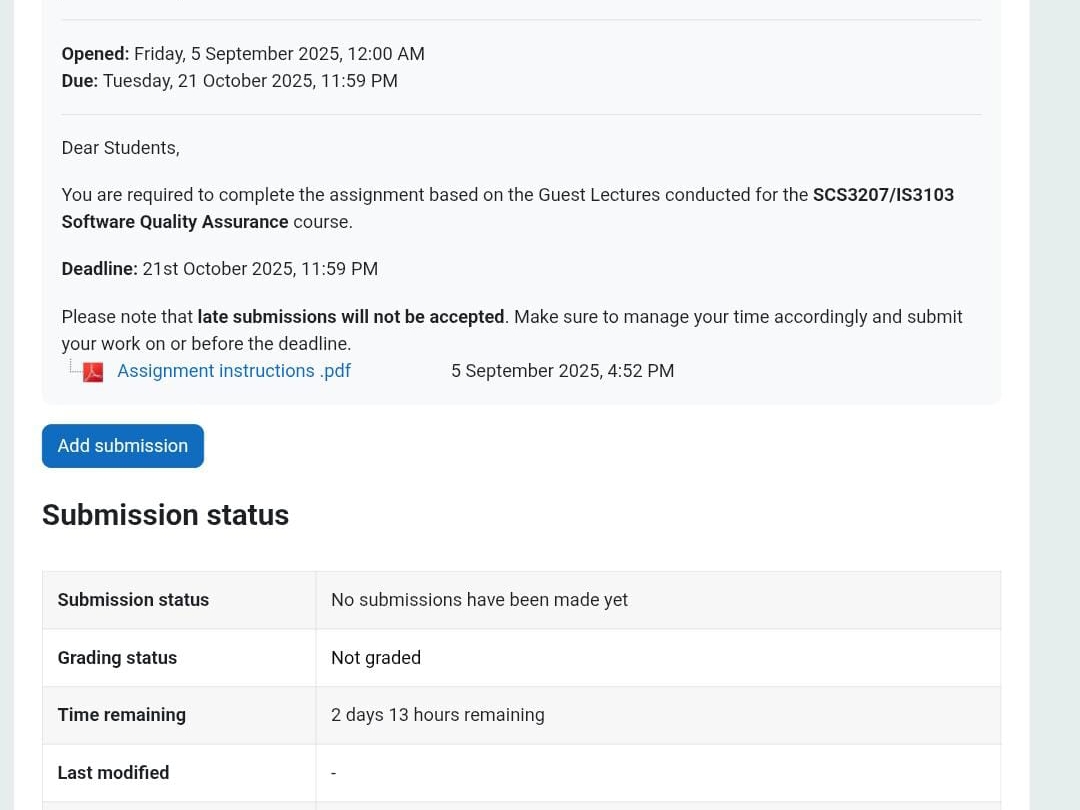 Opened: Friday, 5 September 2025, 12:00 AM
Due: Tuesday, 21 October 2025, 11:59 PM
Dear Students,
You are required to complete the assignment based on the Guest Lectures conducted for the SCS3207/IS3103
Software Quality Assurance course.
Deadline: 21st October 2025, 11:59 PM
Please note that late submissions will not be accepted. Make sure to manage your time accordingly and submit
your work on or before the deadline.
Assignment instructions .pdf 5 September 2025, 4:52 PM
Add submission
Submission status
Submission status No submissions have been made yet
Grading status Not graded
Time remaining 2 days 13 hours remaining
Last modified -